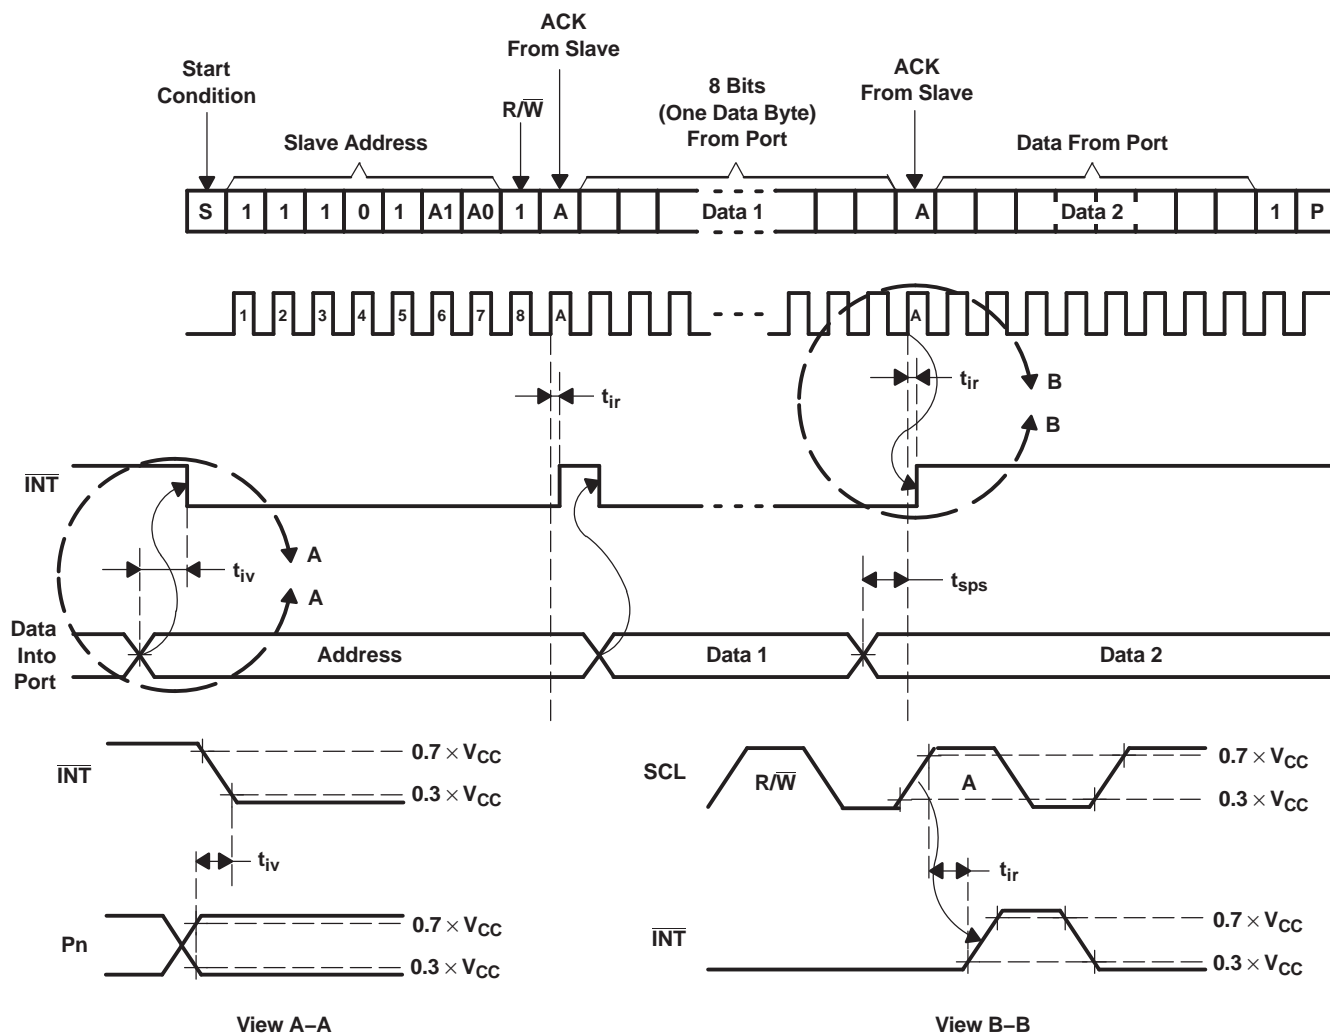 ACK
From Slave
Start
Condition
R/W̅
ACK
From Slave
8 Bits
(One Data Byte)
From Port
Slave Address
Data From Port
S 1 1 1 0 1 A1 A0 1 A Data 1 A Data 2 1 P
1 2 3 4 5 6 7 8 A A
t_ir
t_ir
B
B
I̅N̅T̅
A
t_iv
A
t_sps
Data
Into
Port
Address
Data 1
Data 2
I̅N̅T̅
0.7 × V_CC
0.3 × V_CC
t_iv
Pn
0.7 × V_CC
0.3 × V_CC
View A–A
SCL
R/W̅
A
0.7 × V_CC
0.3 × V_CC
t_ir
I̅N̅T̅
0.7 × V_CC
0.3 × V_CC
View B–B